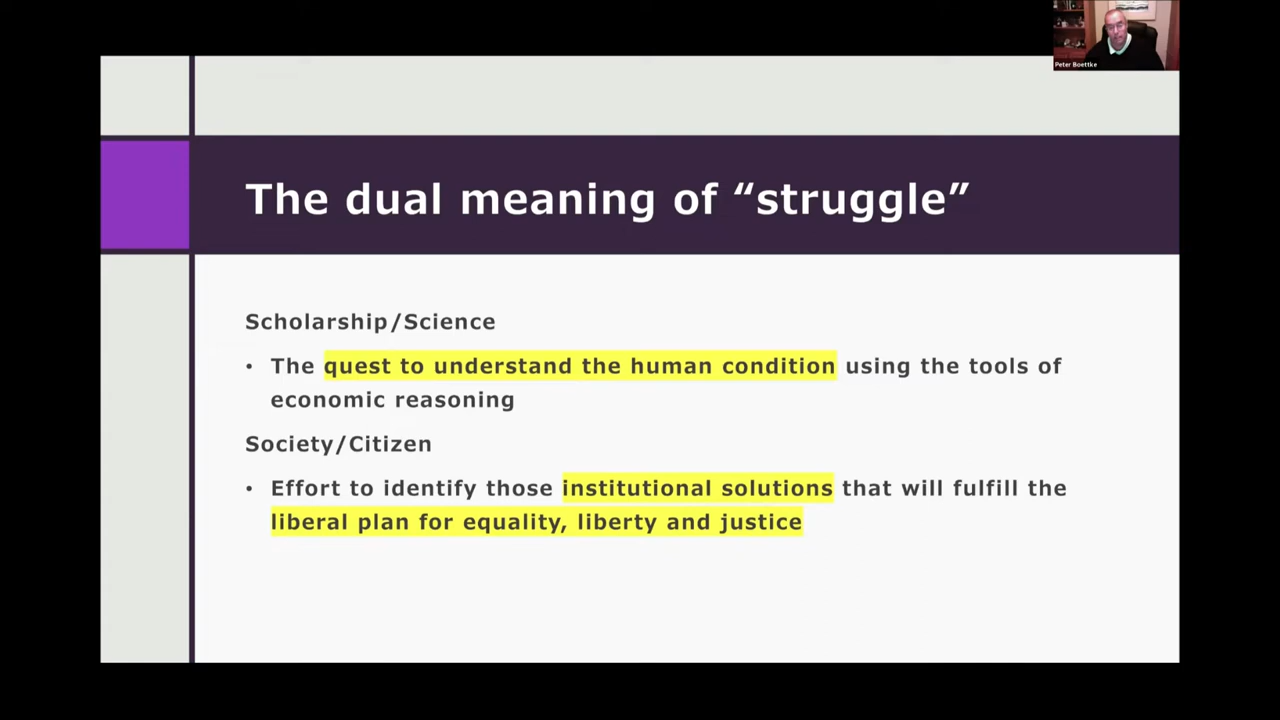 Peter Boettke
The dual meaning of “struggle”
Scholarship/Science
• The quest to understand the human condition using the tools of
economic reasoning
Society/Citizen
• Effort to identify those institutional solutions that will fulfill the
liberal plan for equality, liberty and justice